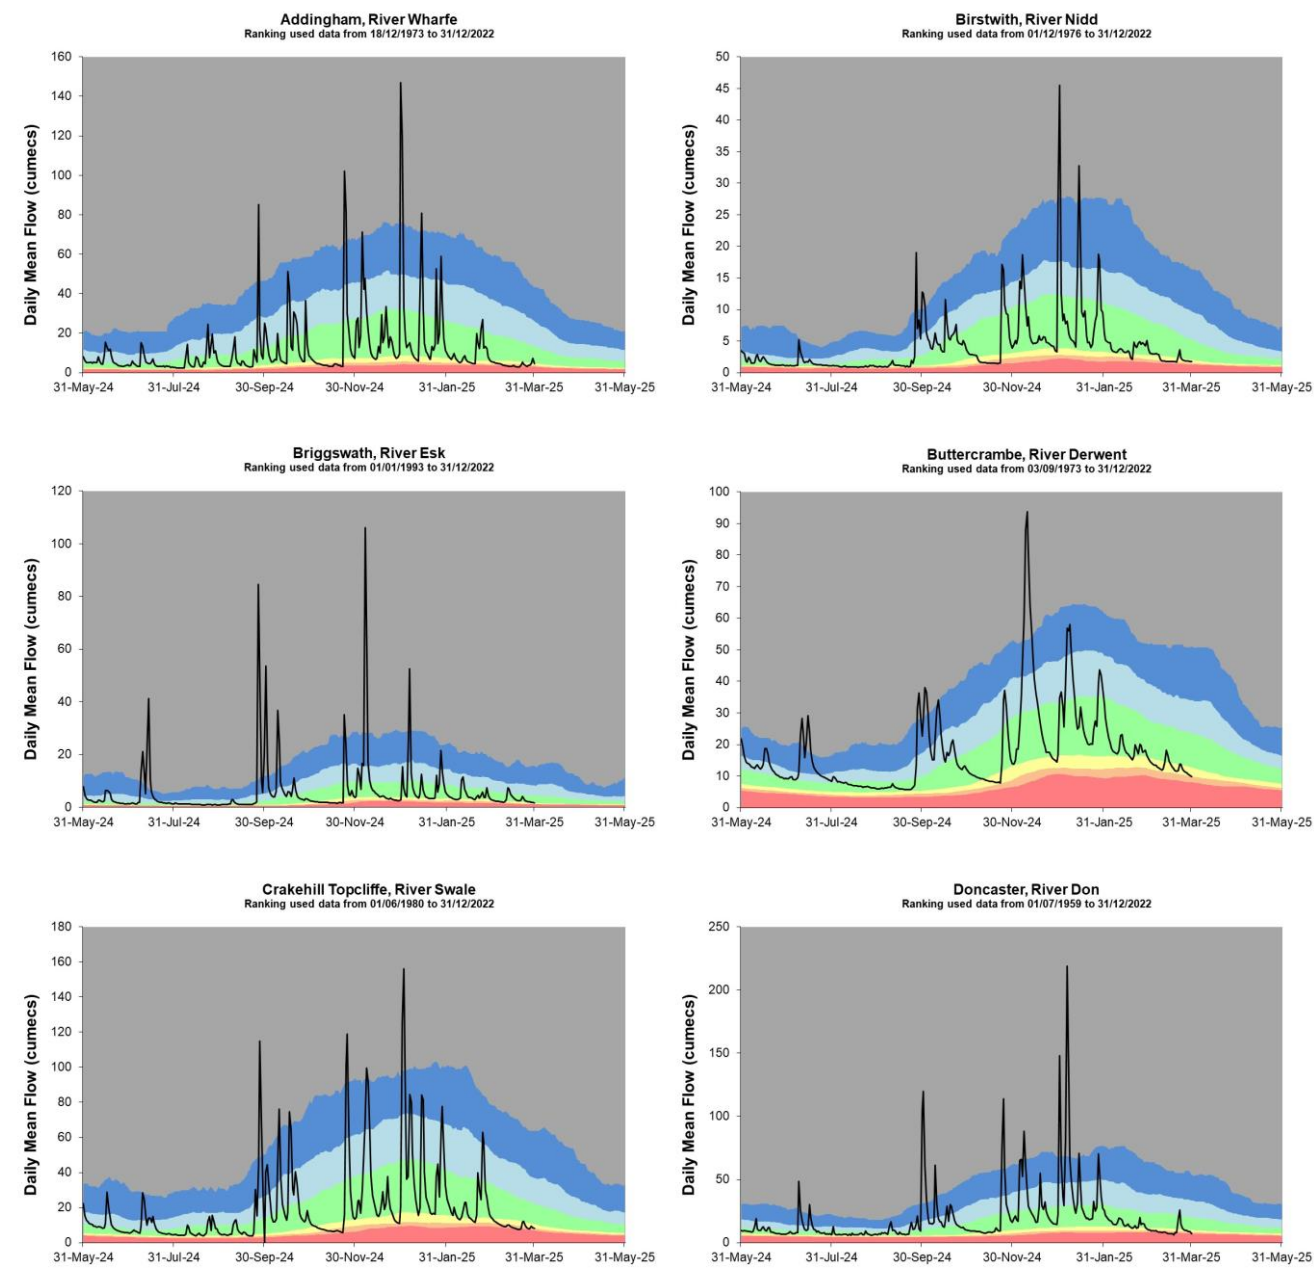 Addingham, River Wharfe
Ranking used data from 18/12/1973 to 31/12/2022
Daily Mean Flow (cumecs)
160
140
120
100
80
60
40
20
0
31-May-24 31-Jul-24 30-Sep-24 30-Nov-24 31-Jan-25 31-Mar-25 31-May-25
Birstwith, River Nidd
Ranking used data from 01/12/1976 to 31/12/2022
Daily Mean Flow (cumecs)
50
45
40
35
30
25
20
15
10
5
0
31-May-24 31-Jul-24 30-Sep-24 30-Nov-24 31-Jan-25 31-Mar-25 31-May-25
Briggswath, River Esk
Ranking used data from 01/01/1993 to 31/12/2022
Daily Mean Flow (cumecs)
120
100
80
60
40
20
0
31-May-24 31-Jul-24 30-Sep-24 30-Nov-24 31-Jan-25 31-Mar-25 31-May-25
Buttercrambe, River Derwent
Ranking used data from 03/09/1973 to 31/12/2022
Daily Mean Flow (cumecs)
100
90
80
70
60
50
40
30
20
10
0
31-May-24 31-Jul-24 30-Sep-24 30-Nov-24 31-Jan-25 31-Mar-25 31-May-25
Crakehill Topcliffe, River Swale
Ranking used data from 01/06/1980 to 31/12/2022
Daily Mean Flow (cumecs)
180
160
140
120
100
80
60
40
20
0
31-May-24 31-Jul-24 30-Sep-24 30-Nov-24 31-Jan-25 31-Mar-25 31-May-25
Doncaster, River Don
Ranking used data from 01/07/1959 to 31/12/2022
Daily Mean Flow (cumecs)
250
200
150
100
50
0
31-May-24 31-Jul-24 30-Sep-24 30-Nov-24 31-Jan-25 31-Mar-25 31-May-25